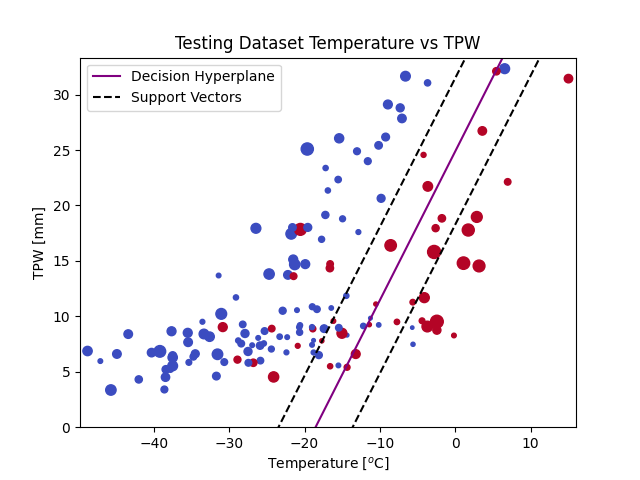 Testing Dataset Temperature vs TPW
Decision Hyperplane
Support Vectors
TPW [mm]
30
25
20
15
10
5
0
−40
−30
−20
−10
0
10
Temperature [°C]